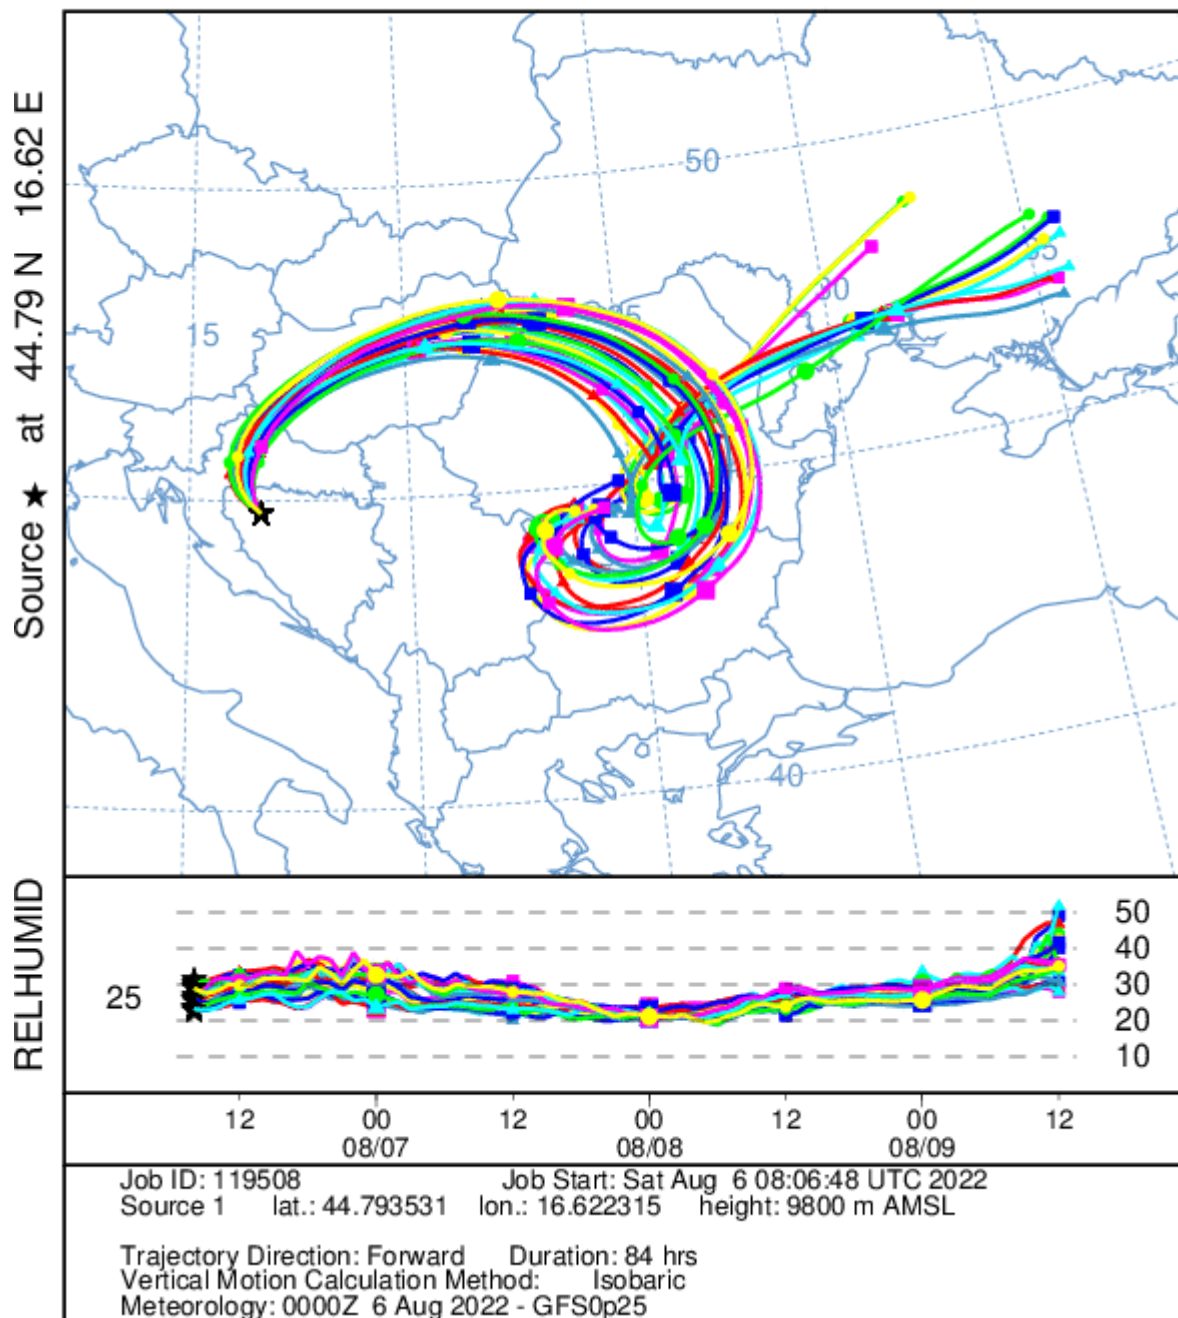 Source ★ at 44.79 N 16.62 E
50
15
40
RELHUMID
25
50
40
30
20
10
12 00 12 00 12 00 12
08/07 08/08 08/09
Job ID: 119508 Job Start: Sat Aug 6 08:06:48 UTC 2022
Source 1 lat.: 44.793531 lon.: 16.622315 height: 9800 m AMSL
Trajectory Direction: Forward Duration: 84 hrs
Vertical Motion Calculation Method: Isobaric
Meteorology: 0000Z 6 Aug 2022 - GFS0p25